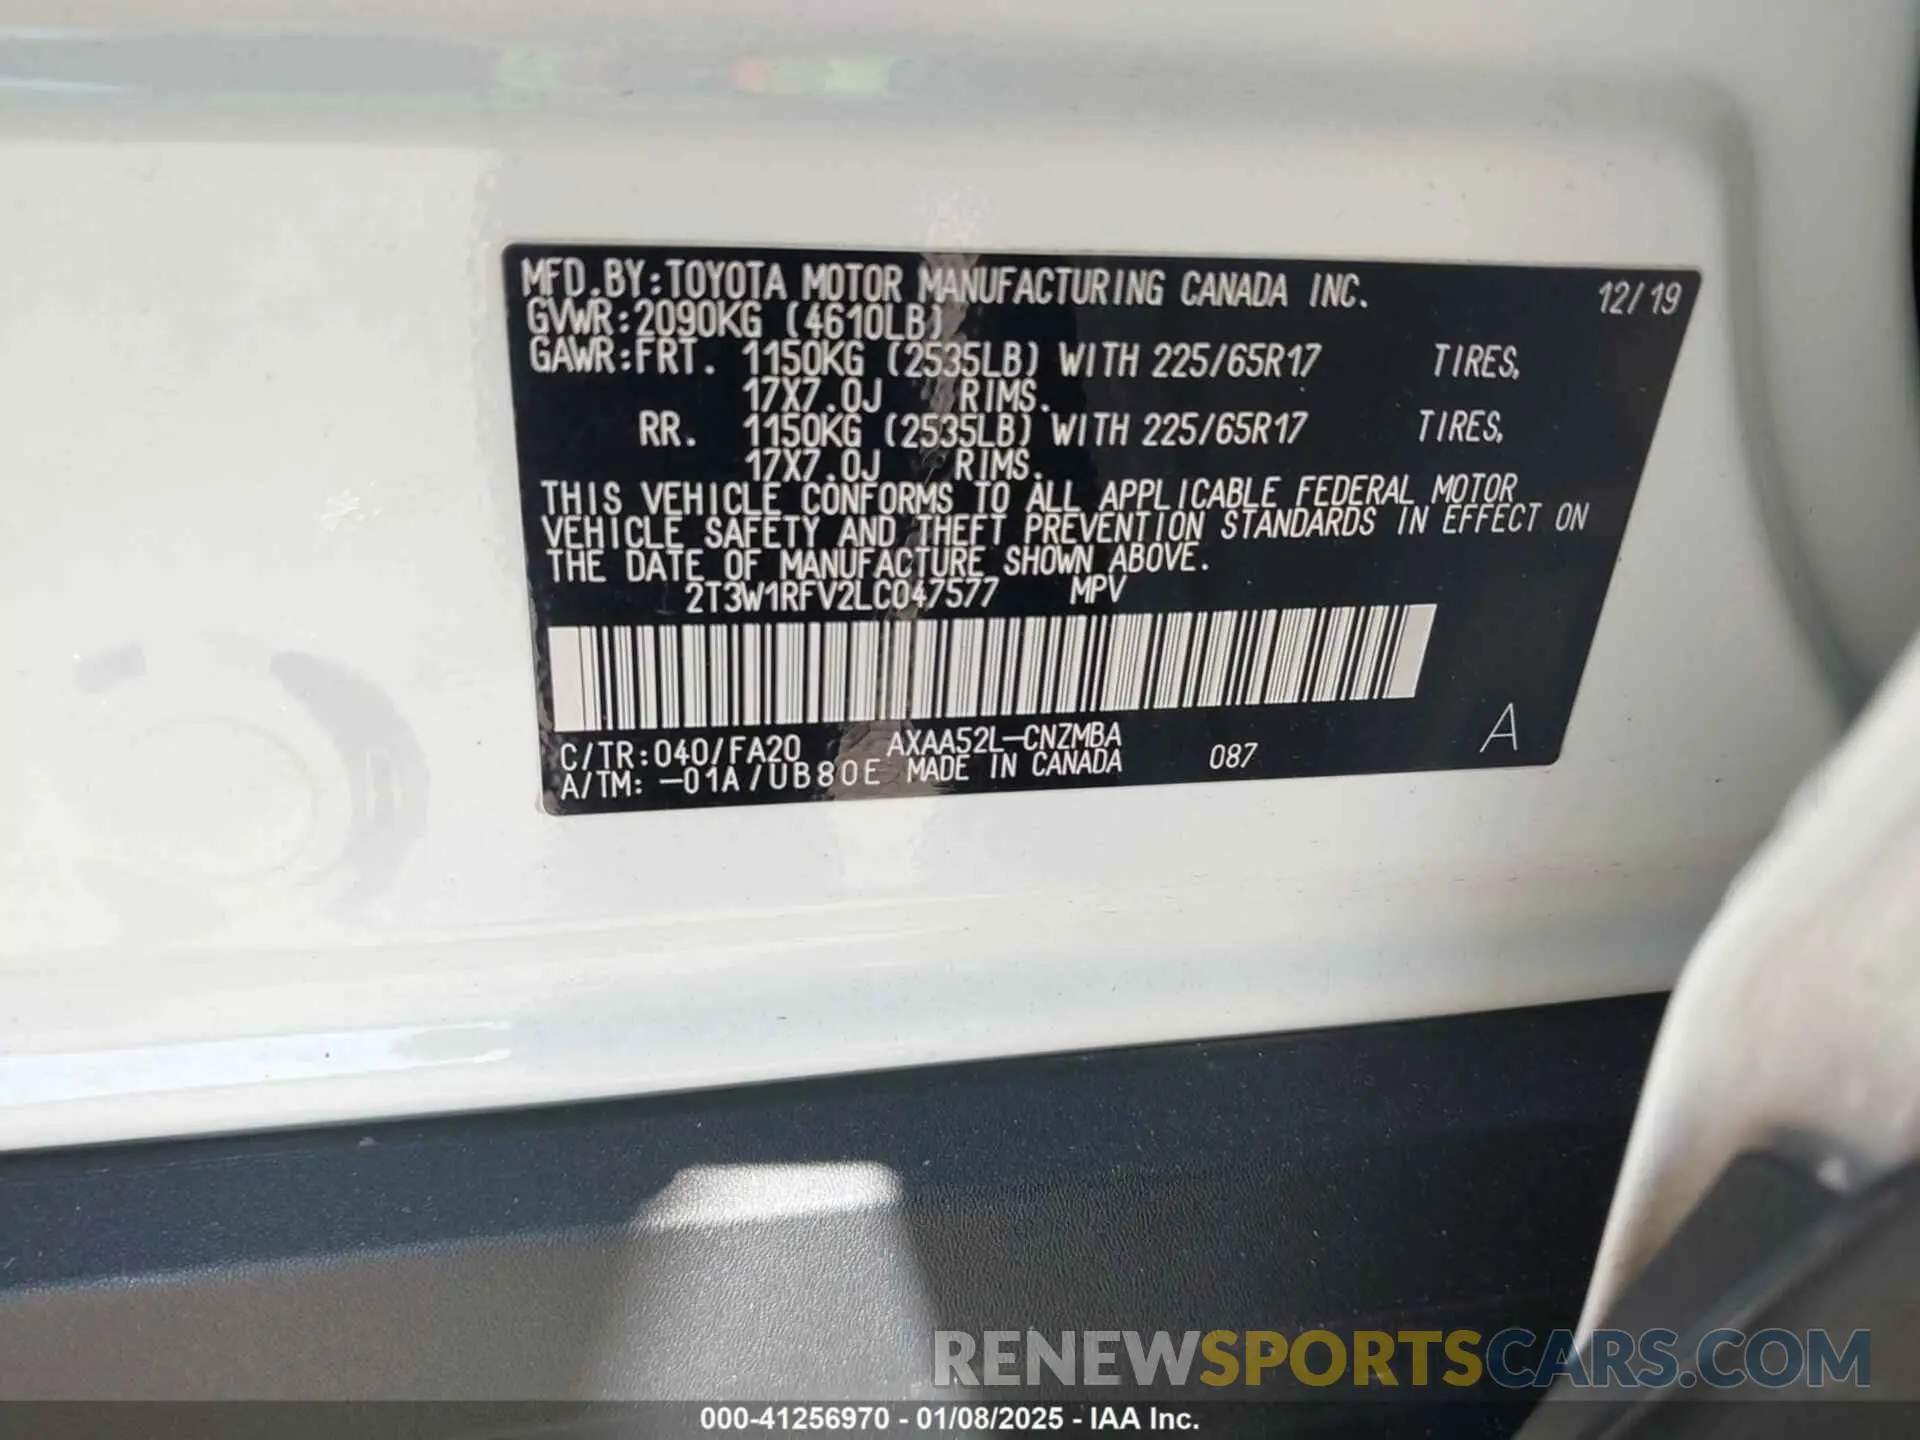 MFD.BY:TOYOTA MOTOR MANUFACTURING CANADA INC. 12/19
GVWR:2090KG (4610LB)
GAWR:FRT. 1150KG (2535LB) WITH 225/65R17 TIRES,
17X7.0J RIMS.
RR. 1150KG (2535LB) WITH 225/65R17 TIRES,
17X7.0J RIMS.
THIS VEHICLE CONFORMS TO ALL APPLICABLE FEDERAL MOTOR
VEHICLE SAFETY AND THEFT PREVENTION STANDARDS IN EFFECT ON
THE DATE OF MANUFACTURE SHOWN ABOVE.
2T3W1RFV2LC047577 MPV
C/TR:040/FA20 AXAA52L-CNZMBA 087 A
A/TM:-01A/UB80E MADE IN CANADA
RENEWSPORTSCARS.COM
000-41256970 - 01/08/2025 - IAA Inc.